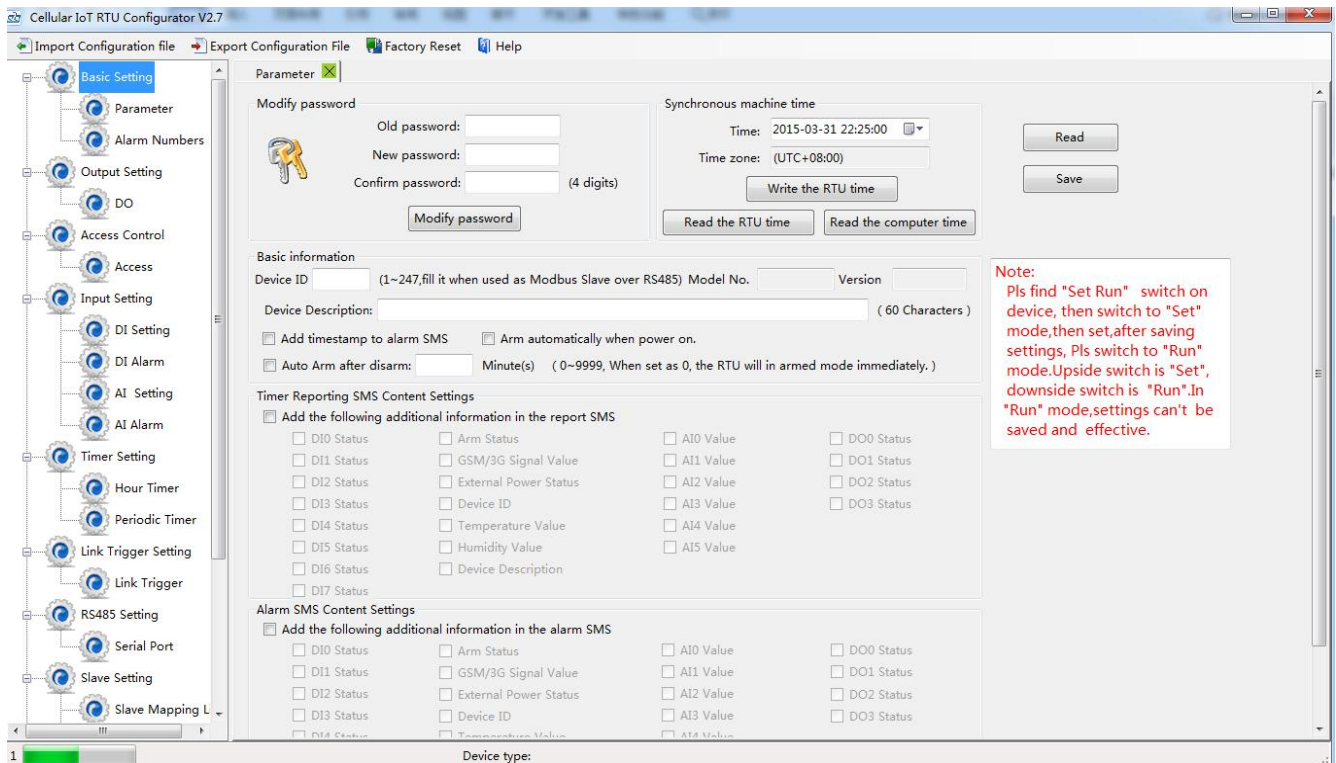 Cellular IoT RTU Configurator V2.7
Import Configuration file Export Configuration File Factory Reset Help
Basic Setting
Parameter
Alarm Numbers
Output Setting
DO
Access Control
Access
Input Setting
DI Setting
DI Alarm
AI Setting
AI Alarm
Timer Setting
Hour Timer
Periodic Timer
Link Trigger Setting
Link Trigger
RS485 Setting
Serial Port
Slave Setting
Slave Mapping L
Parameter
Modify password
Old password:
New password:
Confirm password: (4 digits)
Modify password
Synchronous machine time
Time: 2015-03-31 22:25:00
Time zone: (UTC+08:00)
Write the RTU time
Read the RTU time Read the computer time
Read
Save
Basic information
Device ID (1~247,fill it when used as Modbus Slave over RS485) Model No. Version
Device Description: ( 60 Characters )
Add timestamp to alarm SMS Arm automatically when power on.
Auto Arm after disarm: Minute(s) ( 0~9999, When set as 0, the RTU will in armed mode immediately. )
Note:
Pls find "Set Run" switch on
device, then switch to "Set"
mode,then set,after saving
settings, Pls switch to "Run"
mode.Upside switch is "Set",
downside switch is "Run".In
"Run" mode,settings can't be
saved and effective.
Timer Reporting SMS Content Settings
Add the following additional information in the report SMS
DI0 Status Arm Status AI0 Value DO0 Status
DI1 Status GSM/3G Signal Value AI1 Value DO1 Status
DI2 Status External Power Status AI2 Value DO2 Status
DI3 Status Device ID AI3 Value DO3 Status
DI4 Status Temperature Value AI4 Value
DI5 Status Humidity Value AI5 Value
DI6 Status Device Description
DI7 Status
Alarm SMS Content Settings
Add the following additional information in the alarm SMS
DI0 Status Arm Status AI0 Value DO0 Status
DI1 Status GSM/3G Signal Value AI1 Value DO1 Status
DI2 Status External Power Status AI2 Value DO2 Status
DI3 Status Device ID AI3 Value DO3 Status
DI4 Status Temperature Value AI4 Value
1 Device type: